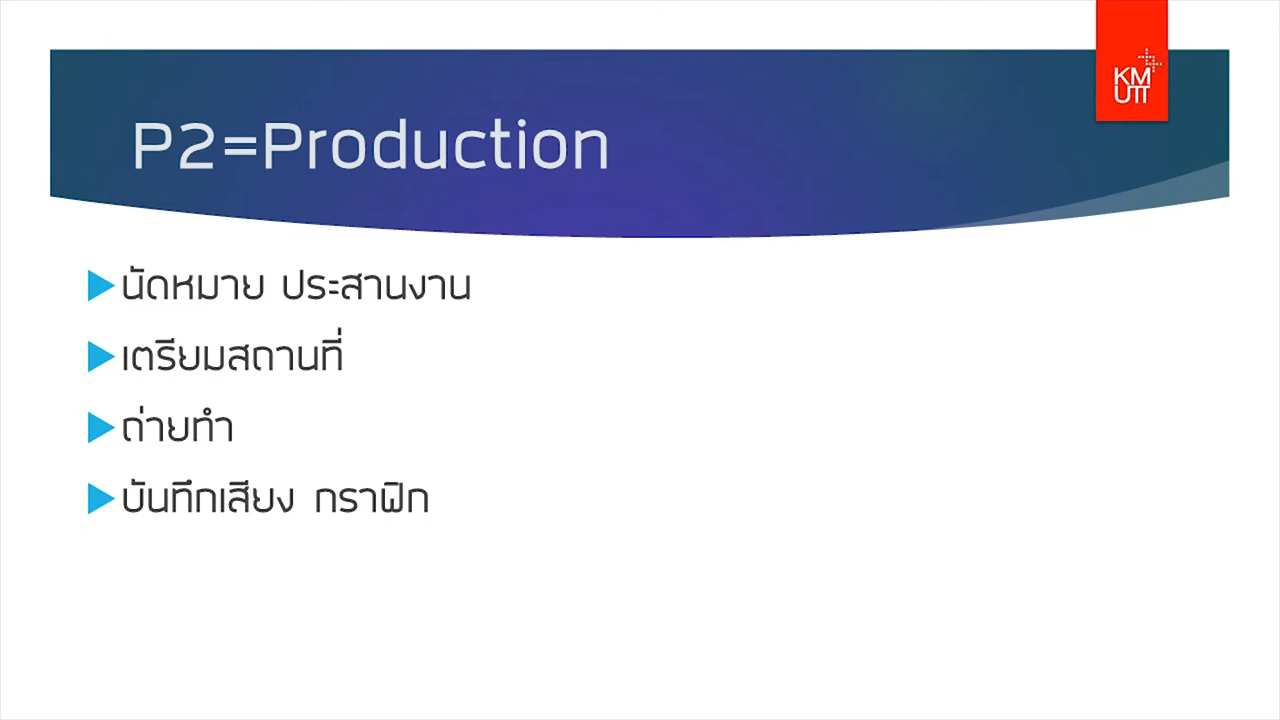 KM
UTT
P2=Production
นัดหมาย ประสานงาน
เตรียมสถานที่
ถ่ายทำ
บันทึกเสียง กราฟิก